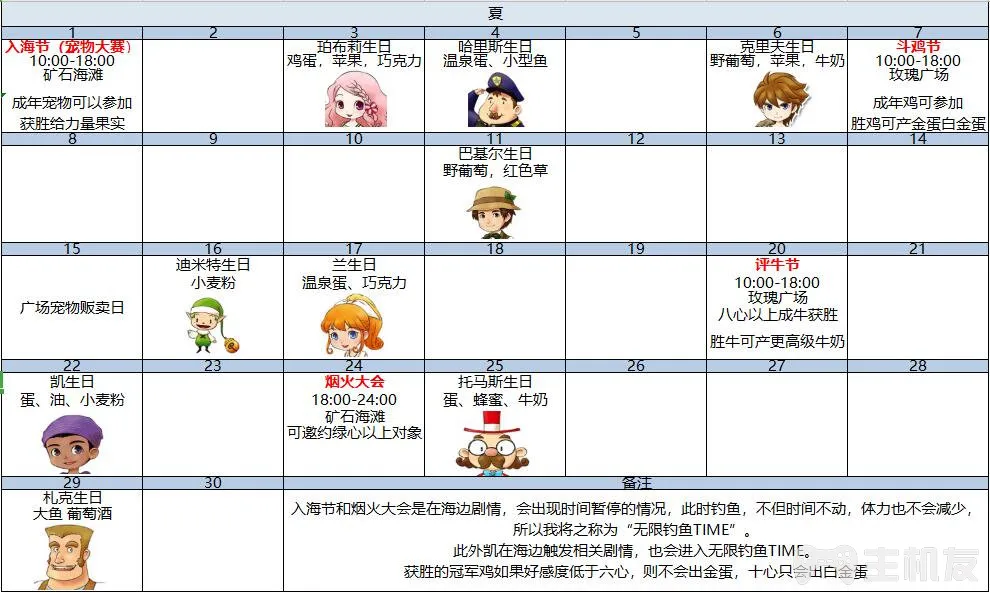 夏
1
2
3
4
5
6
7
入海节（宠物大赛）
10:00-18:00
矿石海滩
成年宠物可以参加
获胜给力量果实
珀布莉生日
鸡蛋，苹果，巧克力
哈里斯生日
温泉蛋、小型鱼
克里夫生日
野葡萄，苹果，牛奶
斗鸡节
10:00-18:00
玫瑰广场
成年鸡可参加
胜鸡可产金蛋白金蛋
8
9
10
11
12
13
14
巴基尔生日
野葡萄，红色草
15
16
17
18
19
20
21
广场宠物贩卖日
迪米特生日
小麦粉
兰生日
温泉蛋、巧克力
评牛节
10:00-18:00
玫瑰广场
八心以上成牛获胜
胜牛可产更高级牛奶
22
23
24
25
26
27
28
凯生日
蛋、油、小麦粉
烟火大会
18:00-24:00
矿石海滩
可邀约绿心以上对象
托马斯生日
蛋、蜂蜜、牛奶
29
30
备注
札克生日
大鱼 葡萄酒
入海节和烟火大会是在海边剧情，会出现时间暂停的情况，此时钓鱼，不但时间不动，体力也不会减少，
所以我将之称为“无限钓鱼TIME”。
此外凯在海边触发相关剧情，也会进入无限钓鱼TIME。
获胜的冠军鸡如果好感度低于六心，则不会出金蛋，十心只会出白金蛋
主机友